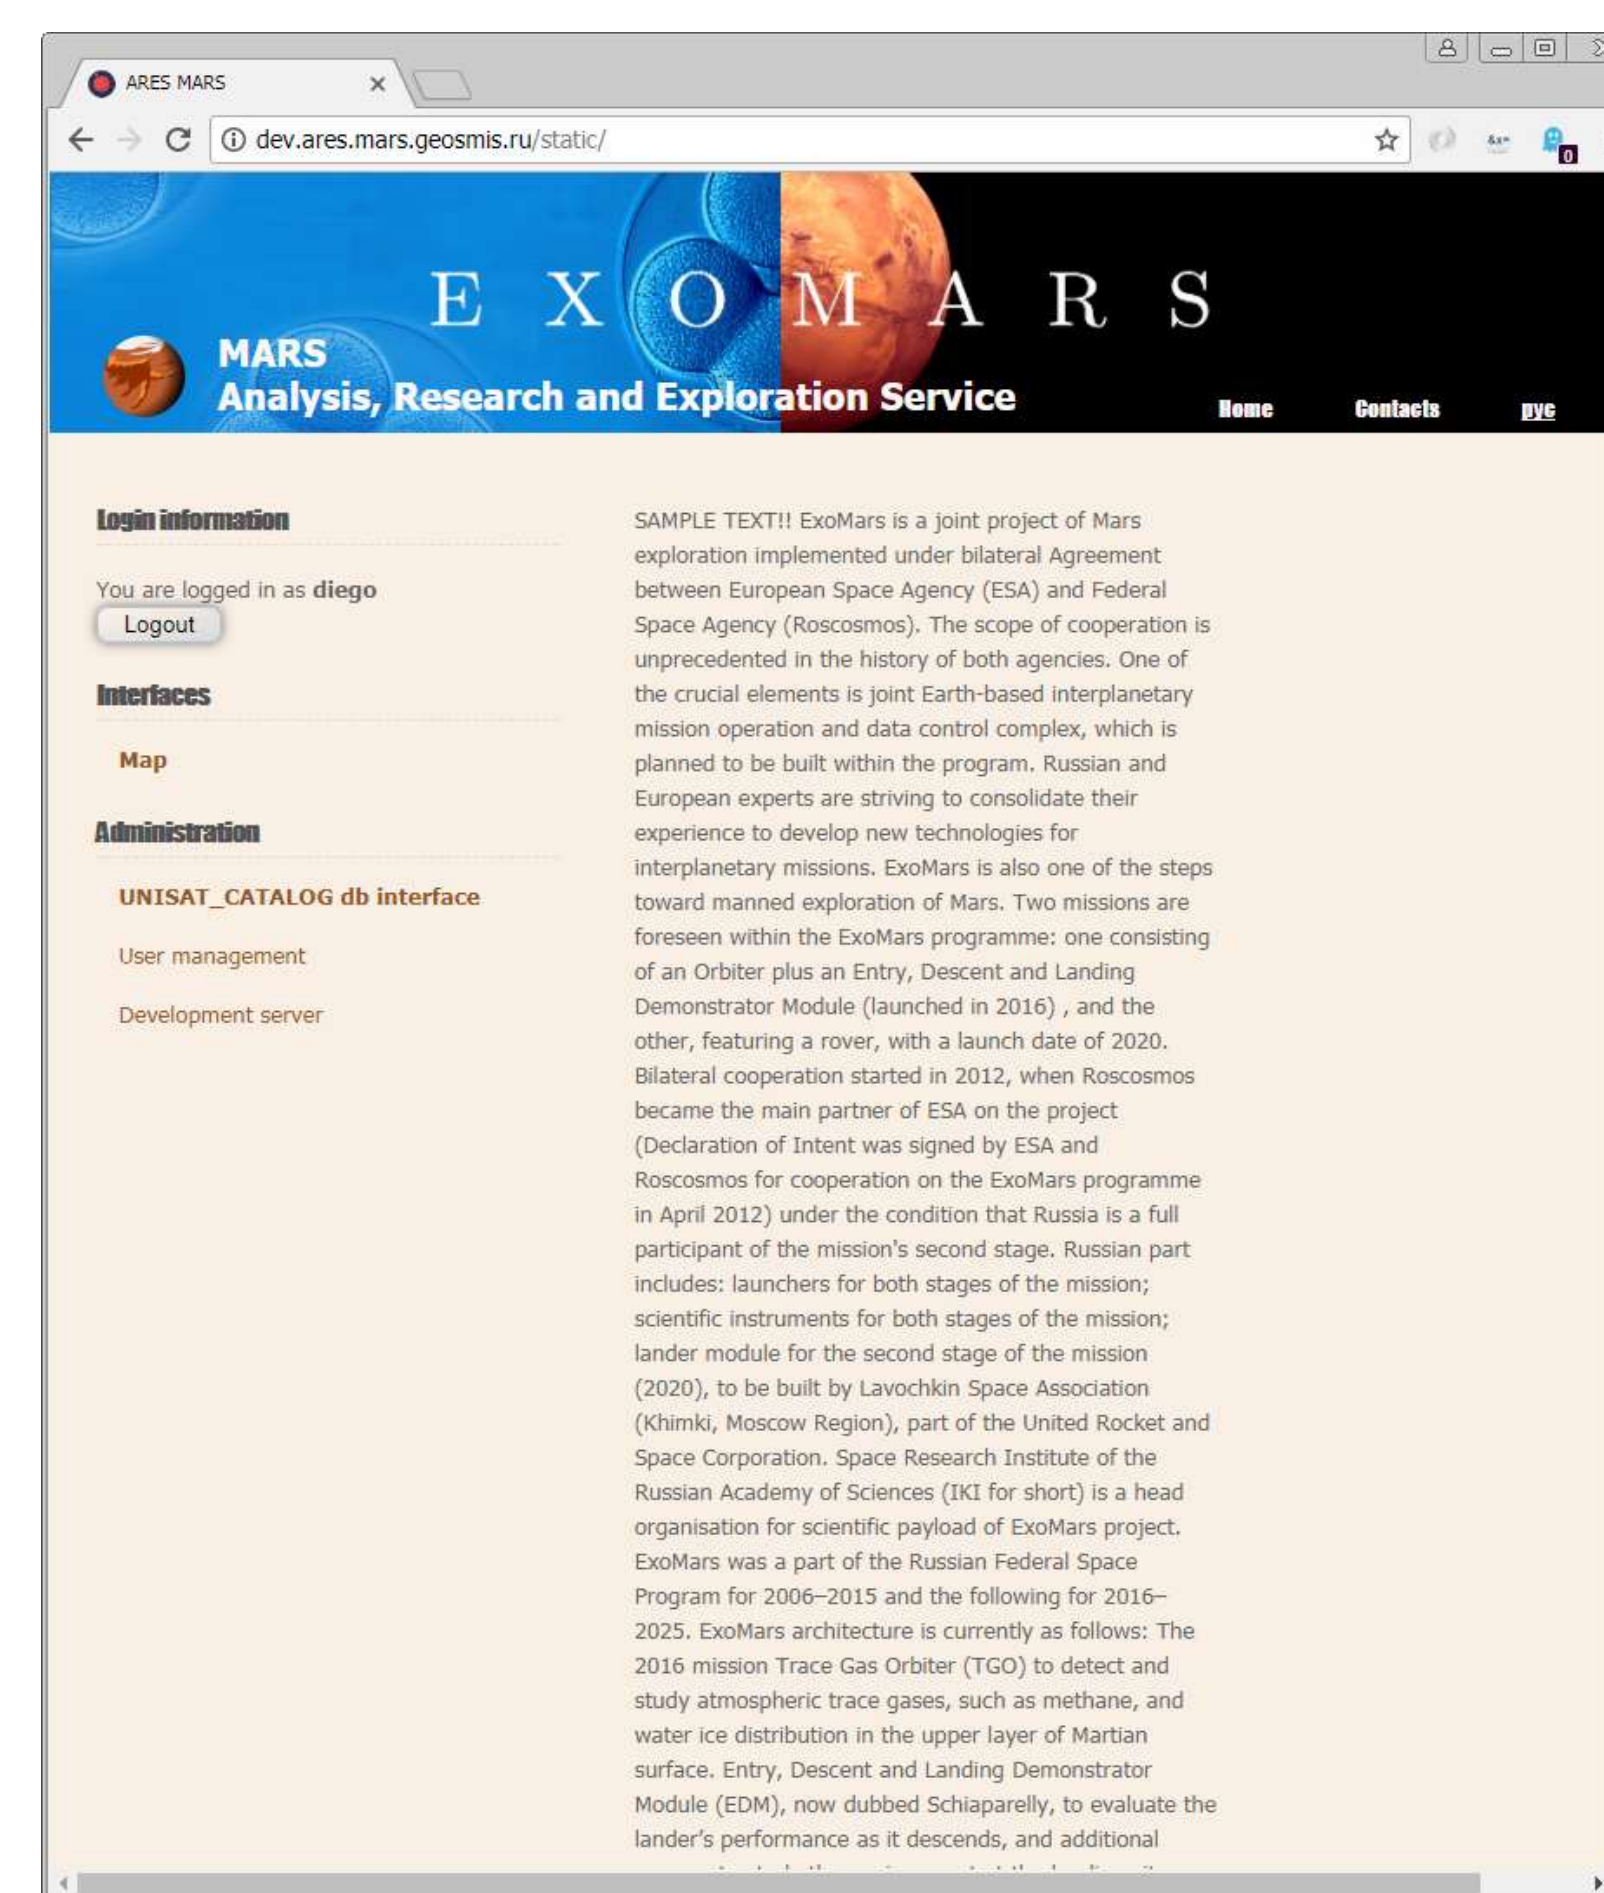 ARES MARS
dev.ares.mars.geosmis.ru/static/
0
E X O M A R S
MARS
Analysis, Research and Exploration Service
Home Contacts рус
Login information
You are logged in as diego
Logout
Interfaces
Map
Administration
UNISAT_CATALOG db interface
User management
Development server
SAMPLE TEXT!! ExoMars is a joint project of Mars
exploration implemented under bilateral Agreement
between European Space Agency (ESA) and Federal
Space Agency (Roscosmos). The scope of cooperation is
unprecedented in the history of both agencies. One of
the crucial elements is joint Earth-based interplanetary
mission operation and data control complex, which is
planned to be built within the program. Russian and
European experts are striving to consolidate their
experience to develop new technologies for
interplanetary missions. ExoMars is also one of the steps
toward manned exploration of Mars. Two missions are
foreseen within the ExoMars programme: one consisting
of an Orbiter plus an Entry, Descent and Landing
Demonstrator Module (launched in 2016) , and the
other, featuring a rover, with a launch date of 2020.
Bilateral cooperation started in 2012, when Roscosmos
became the main partner of ESA on the project
(Declaration of Intent was signed by ESA and
Roscosmos for cooperation on the ExoMars programme
in April 2012) under the condition that Russia is a full
participant of the mission's second stage. Russian part
includes: launchers for both stages of the mission;
scientific instruments for both stages of the mission;
lander module for the second stage of the mission
(2020), to be built by Lavochkin Space Association
(Khimki, Moscow Region), part of the United Rocket and
Space Corporation. Space Research Institute of the
Russian Academy of Sciences (IKI for short) is a head
organisation for scientific payload of ExoMars project.
ExoMars was a part of the Russian Federal Space
Program for 2006–2015 and the following for 2016–
2025. ExoMars architecture is currently as follows: The
2016 mission Trace Gas Orbiter (TGO) to detect and
study atmospheric trace gases, such as methane, and
water ice distribution in the upper layer of Martian
surface. Entry, Descent and Landing Demonstrator
Module (EDM), now dubbed Schiaparelly, to evaluate the
lander’s performance as it descends, and additional